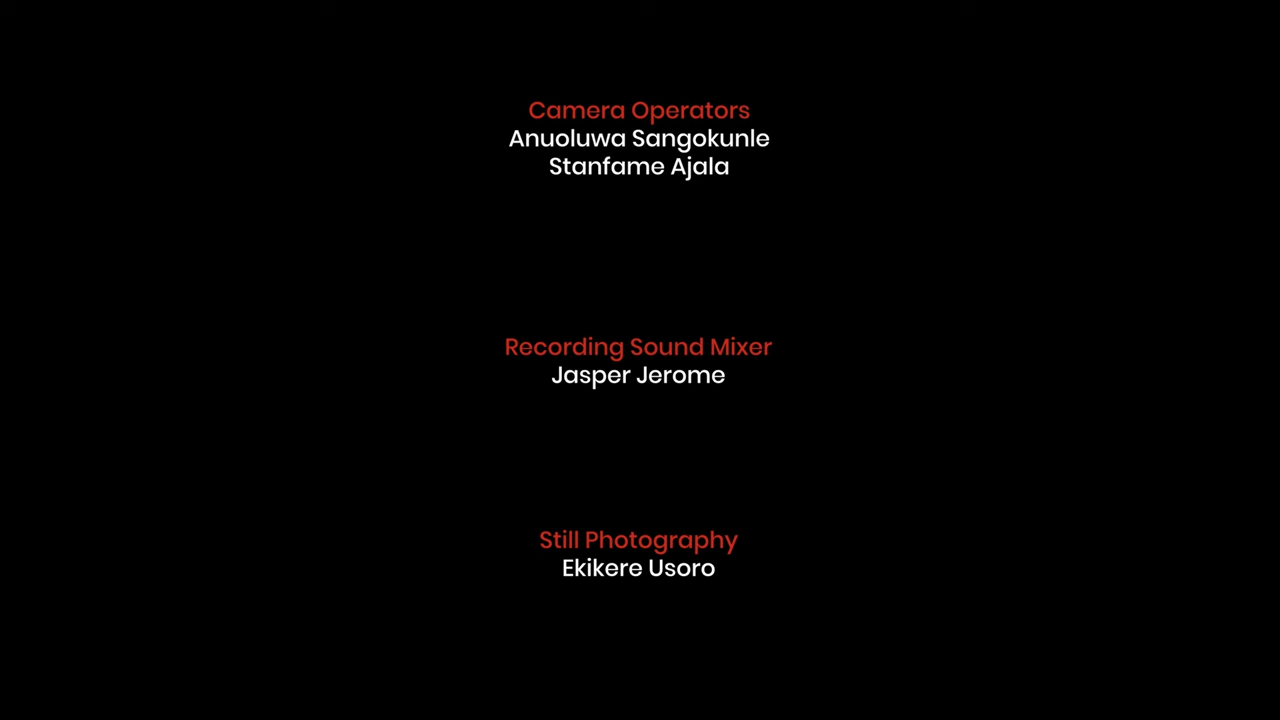 Camera Operators
Anuoluwa Sangokunle
Stanfame Ajala
Recording Sound Mixer
Jasper Jerome
Still Photography
Ekikere Usoro